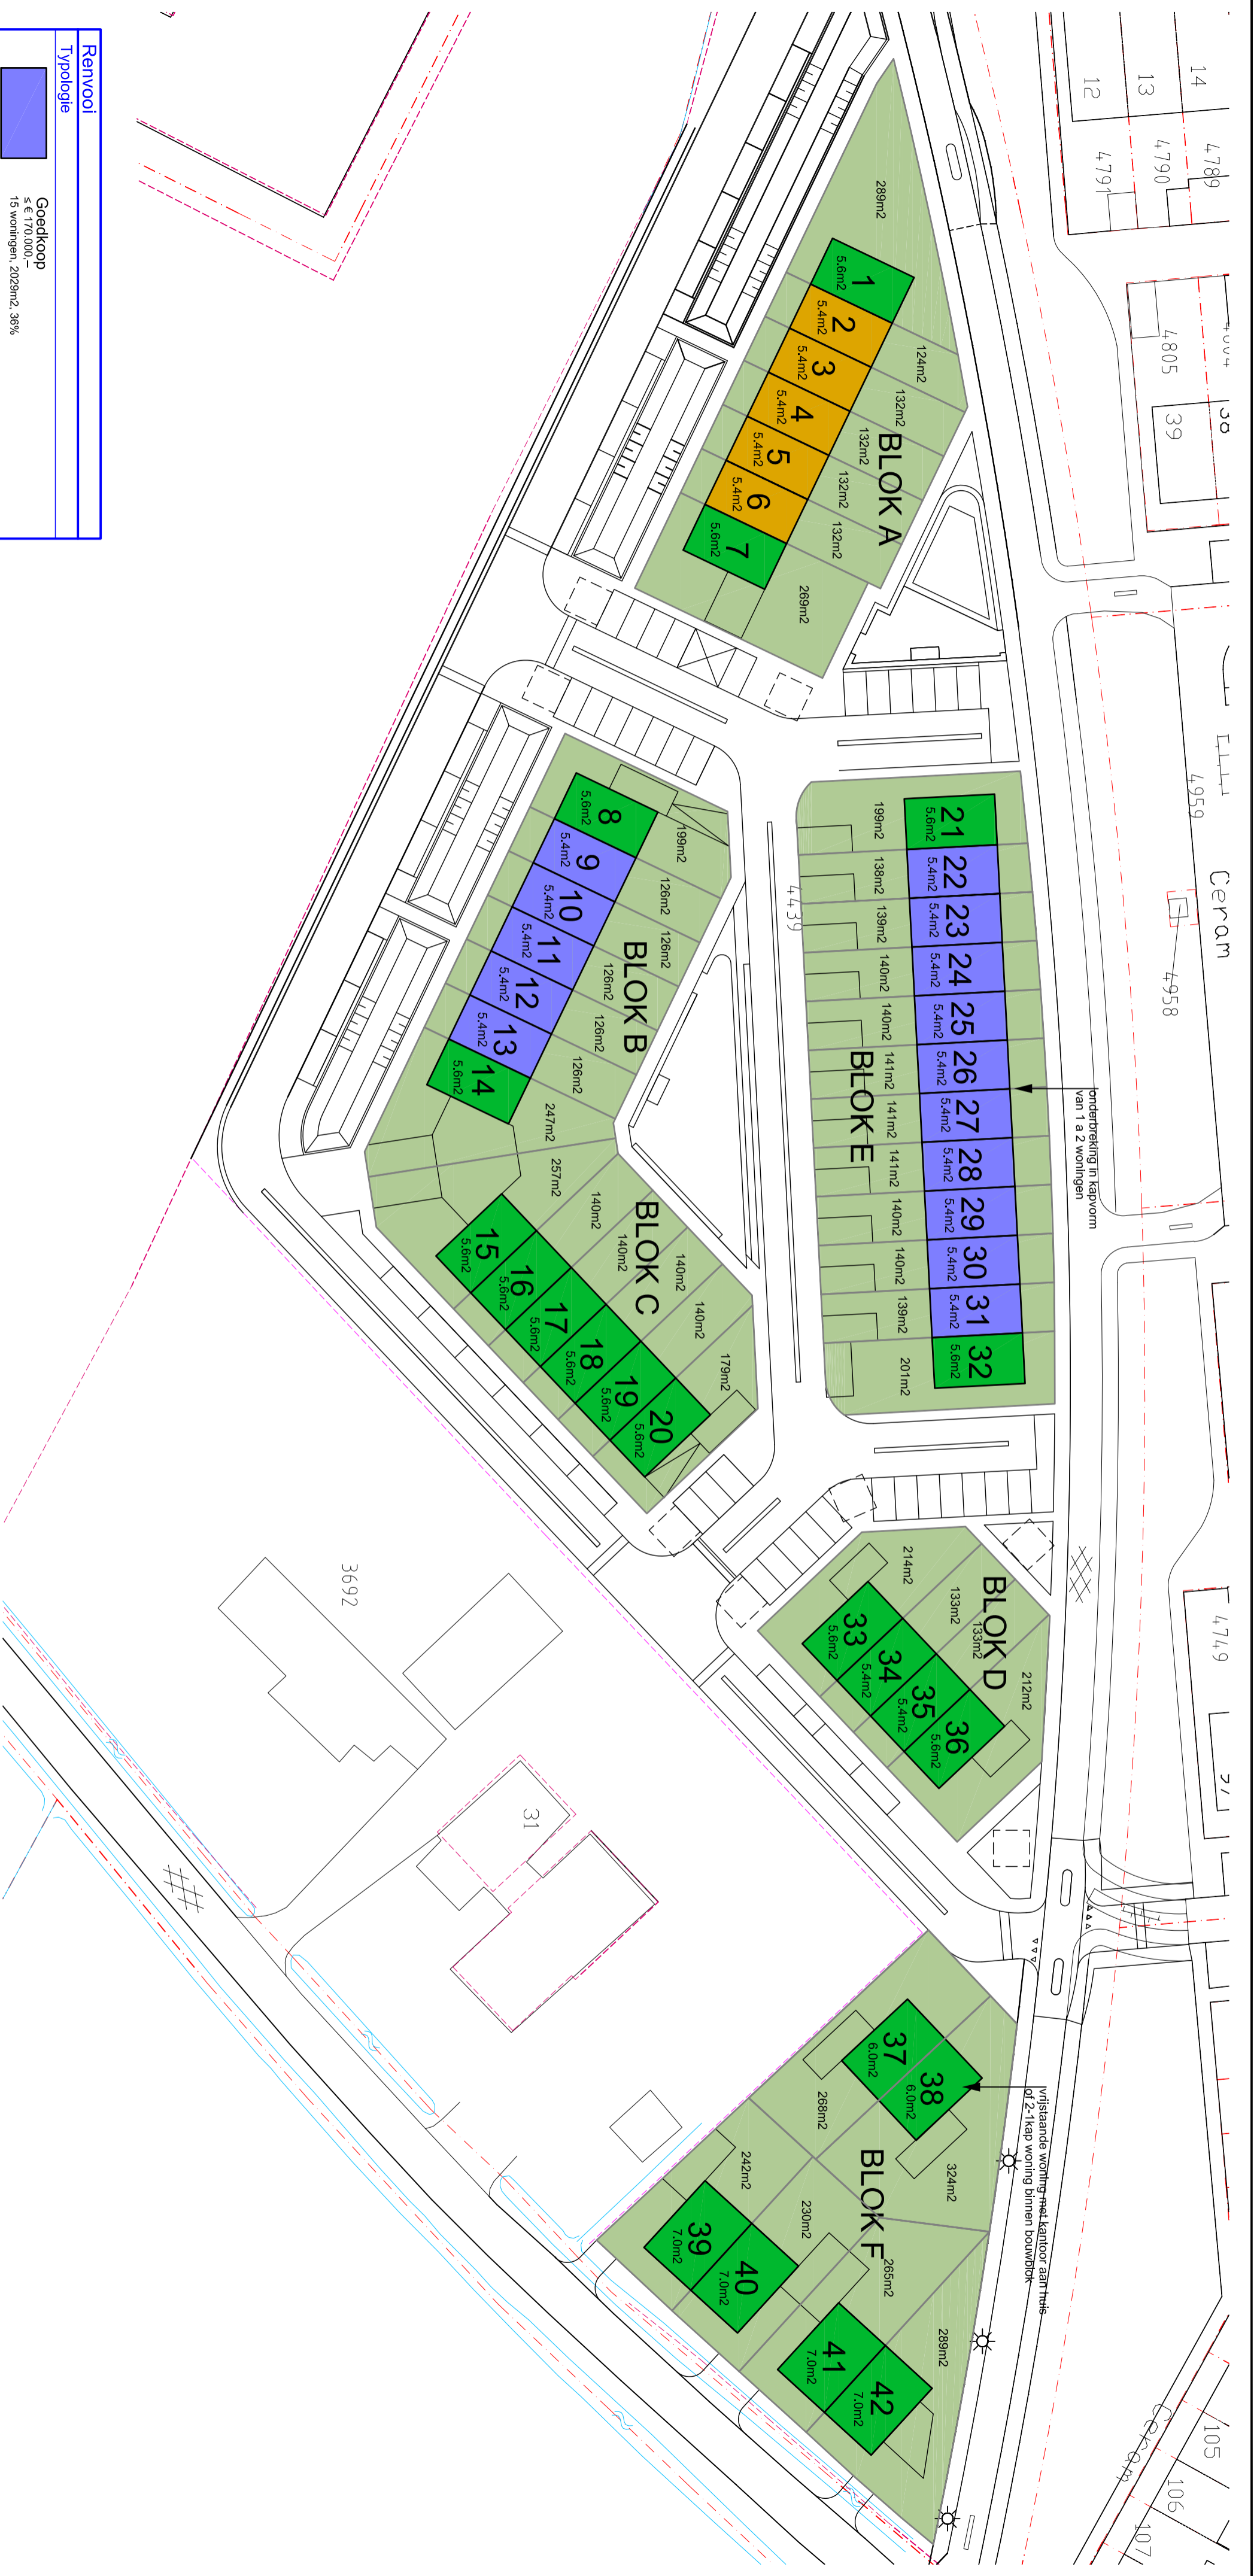 Renvooi
Typologie
Goedkoop
≤ € 170.000,–
15 woningen, 2029m2, 36%
14
13
12
4789
4790
4791
4805
39
4959
Ceram
4958
4749
105
106
107
Ceram
BLOK A
289m2
124m2
132m2
132m2
132m2
132m2
269m2
1
5.6m2
2
5.4m2
3
5.4m2
4
5.4m2
5
5.4m2
6
5.4m2
7
5.6m2
BLOK B
199m2
126m2
126m2
126m2
126m2
126m2
247m2
8
5.6m2
9
5.4m2
10
5.4m2
11
5.4m2
12
5.4m2
13
5.4m2
14
5.6m2
BLOK C
257m2
140m2
140m2
140m2
140m2
179m2
15
5.6m2
16
5.6m2
17
5.6m2
18
5.6m2
19
5.6m2
20
5.6m2
4439
BLOK E
199m2
138m2
139m2
140m2
140m2
141m2
141m2
141m2
140m2
140m2
139m2
201m2
21
5.6m2
22
5.4m2
23
5.4m2
24
5.4m2
25
5.4m2
26
5.4m2
27
5.4m2
28
5.4m2
29
5.4m2
30
5.4m2
31
5.4m2
32
5.6m2
onderbreking in kapvorm
van 1 a 2 woningen
BLOK D
214m2
133m2
133m2
212m2
33
5.6m2
34
5.4m2
35
5.4m2
36
5.6m2
3692
31
BLOK F
268m2
324m2
242m2
230m2
265m2
289m2
37
6.0m2
38
6.0m2
39
7.0m2
40
7.0m2
41
7.0m2
42
7.0m2
vrijstaande woning met kantoor aan huis
of 2-1kap woning binnen bouwblok